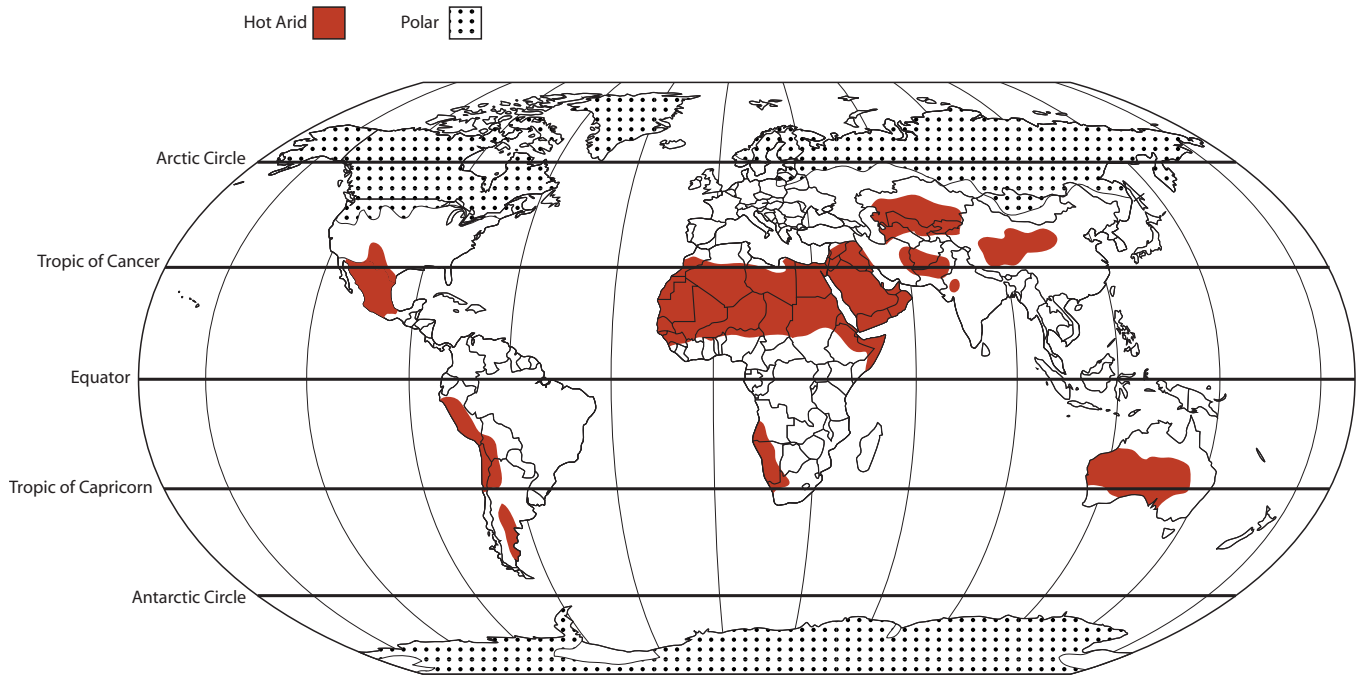 Hot Arid
Polar
Arctic Circle
Tropic of Cancer
Equator
Tropic of Capricorn
Antarctic Circle